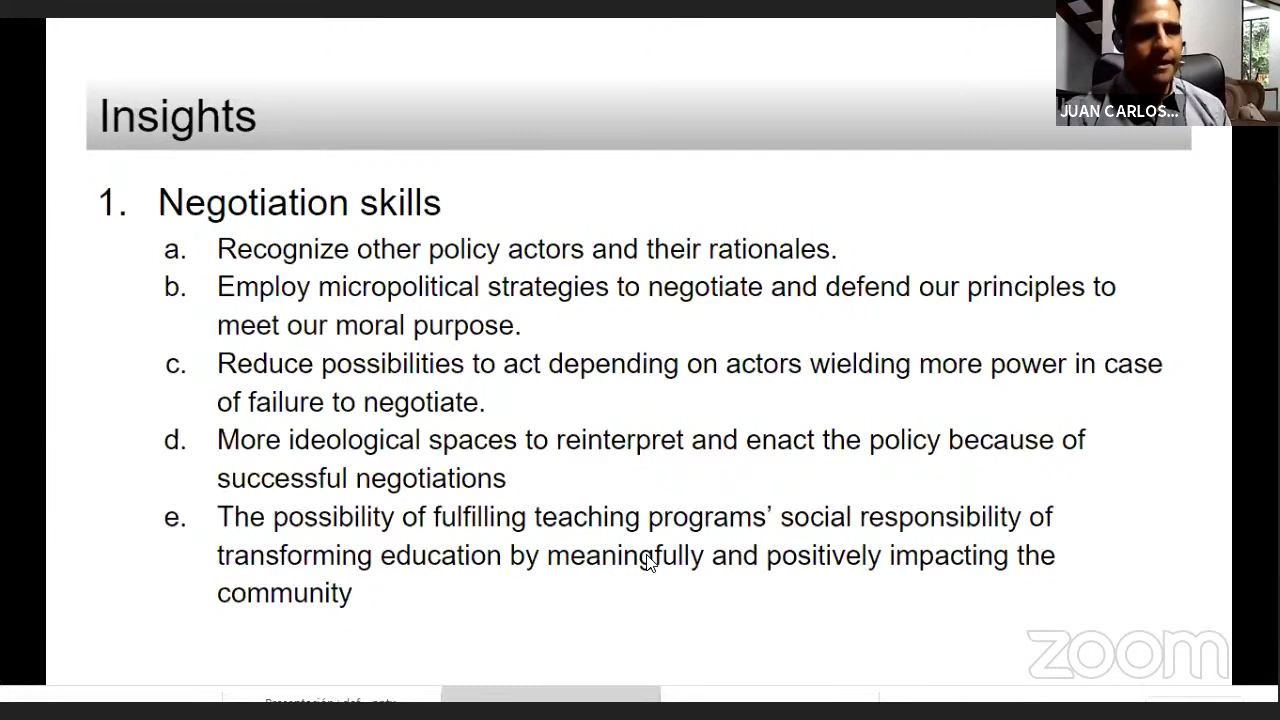 JUAN CARLOS...
Insights
1. Negotiation skills
a. Recognize other policy actors and their rationales.
b. Employ micropolitical strategies to negotiate and defend our principles to
meet our moral purpose.
c. Reduce possibilities to act depending on actors wielding more power in case
of failure to negotiate.
d. More ideological spaces to reinterpret and enact the policy because of
successful negotiations
e. The possibility of fulfilling teaching programs’ social responsibility of
transforming education by meaningfully and positively impacting the
community
zoom